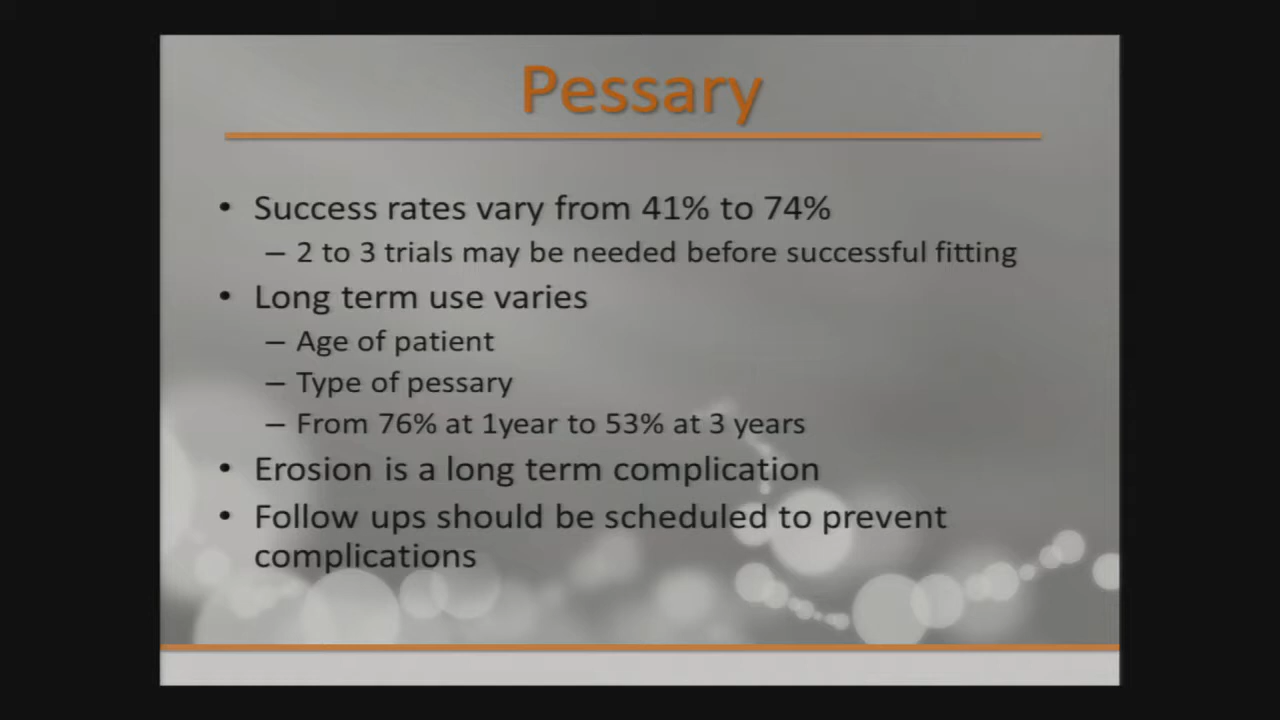 Pessary
• Success rates vary from 41% to 74%
– 2 to 3 trials may be needed before successful fitting
• Long term use varies
– Age of patient
– Type of pessary
– From 76% at 1year to 53% at 3 years
• Erosion is a long term complication
• Follow ups should be scheduled to prevent
complications